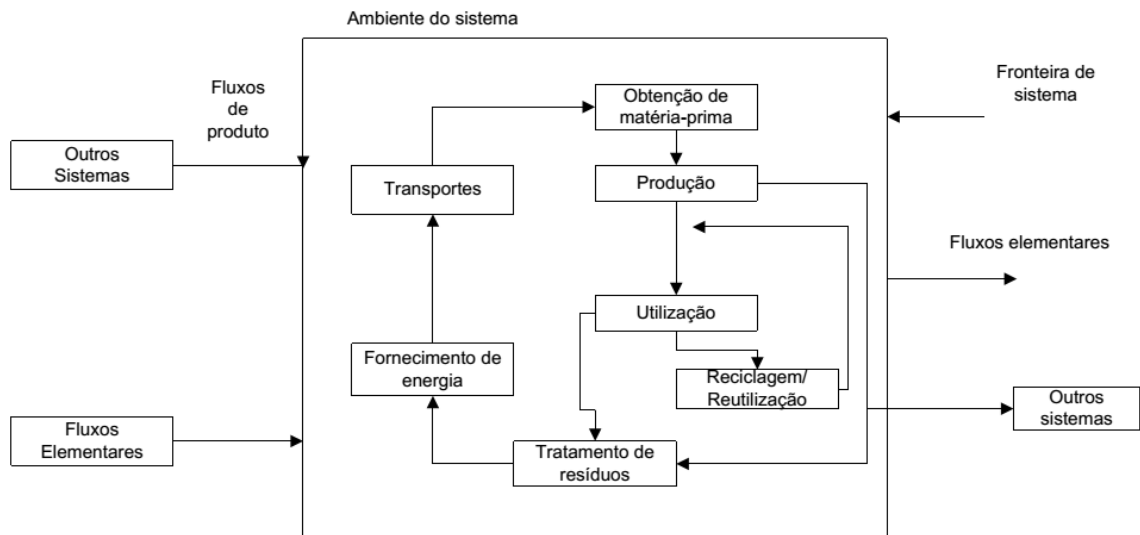 Ambiente do sistema
Fluxos
de
produto
Outros
Sistemas
Fluxos
Elementares
Obtenção de
matéria-prima
Transportes
Produção
Utilização
Fornecimento de
energia
Reciclagem/
Reutilização
Tratamento de
resíduos
Fronteira de
sistema
Fluxos elementares
Outros
sistemas